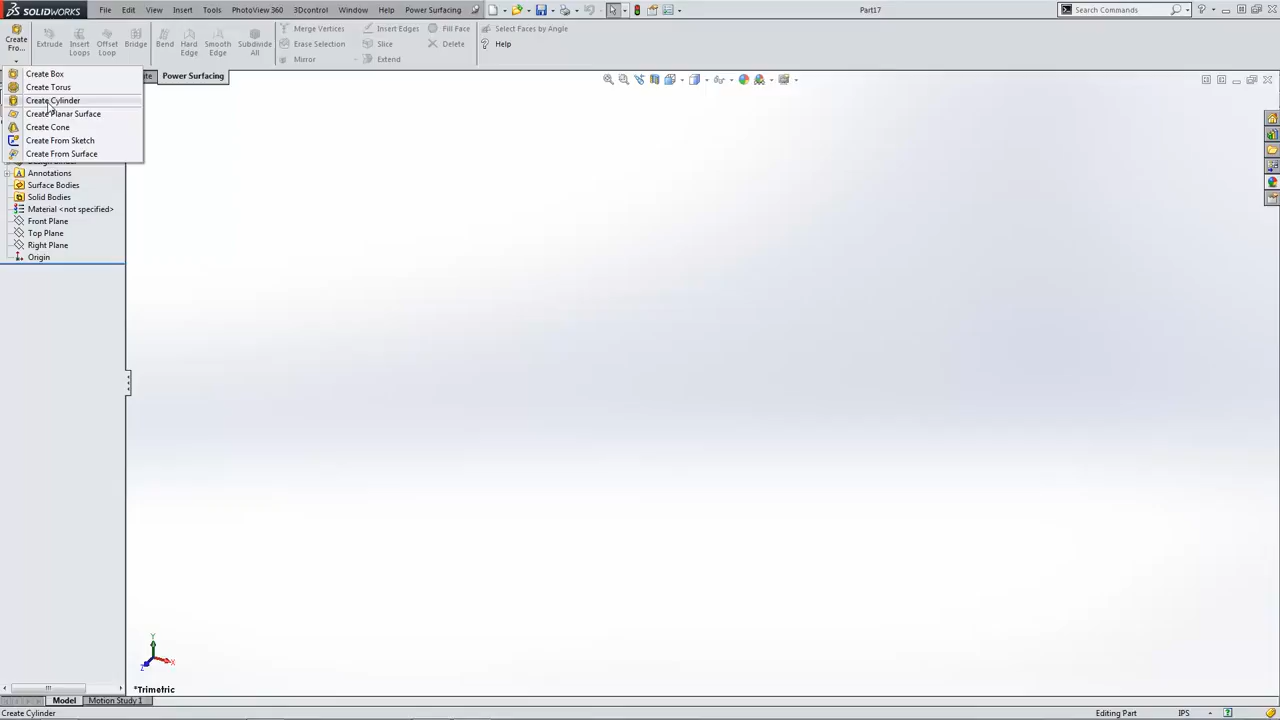 SOLIDWORKS File Edit View Insert Tools PhotoView 360 3Dcontrol Window Help Power Surfacing Part17 Search Commands
Create Fro... Extrude Insert Loops Offset Loop Bridge Bend Hard Edge Smooth Edge Subdivide All
Merge Vertices Insert Edges Fill Face Select Faces by Angle
Erase Selection Slice Delete Help
Mirror Extend
Power Surfacing
Create Box
Create Torus
Create Cylinder
Create Planar Surface
Create Cone
Create From Sketch
Create From Surface
Annotations
Surface Bodies
Solid Bodies
Material <not specified>
Front Plane
Top Plane
Right Plane
Origin
Y
X
Z
*Trimetric
Model Motion Study 1
Create Cylinder Editing Part IPS